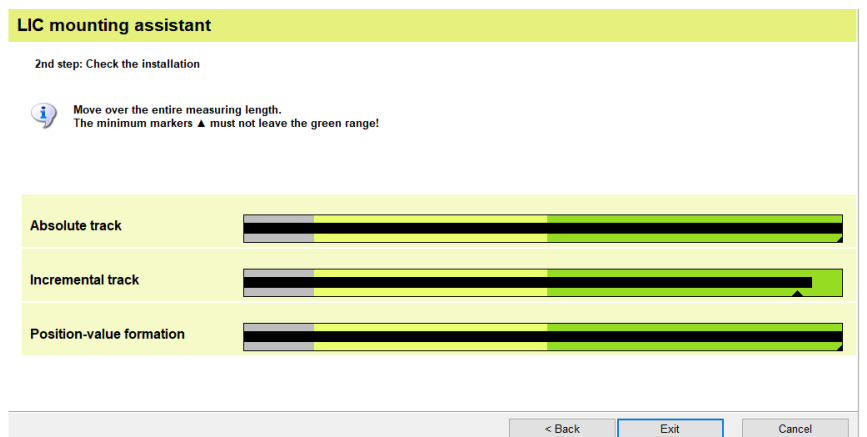 LIC mounting assistant
2nd step: Check the installation
Move over the entire measuring length.
The minimum markers ▲ must not leave the green range!
Absolute track
Incremental track
Position-value formation
< Back
Exit
Cancel